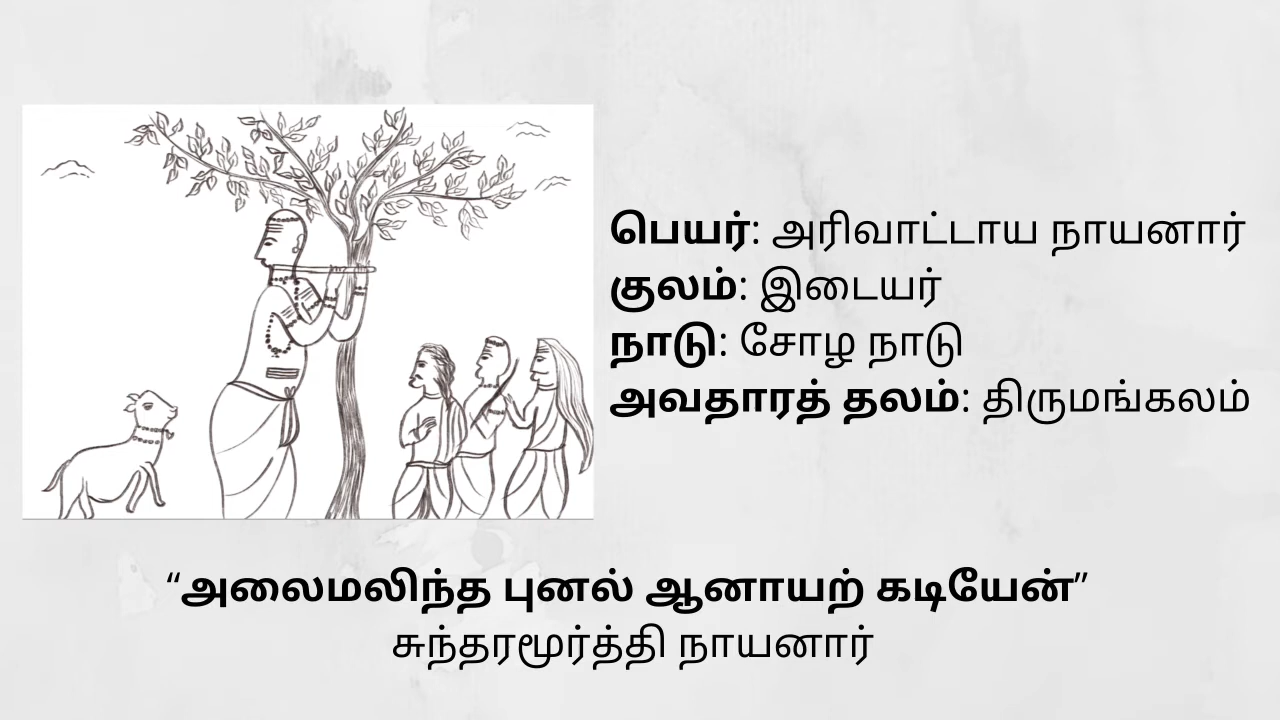 பெயர்: அரிவாட்டாய நாயனார்
குலம்: இடையர்
நாடு: சோழ நாடு
அவதாரத் தலம்: திருமங்கலம்
“அலைமலிந்த புனல் ஆனாயற் கடியேன்”
சுந்தரமூர்த்தி நாயனார்